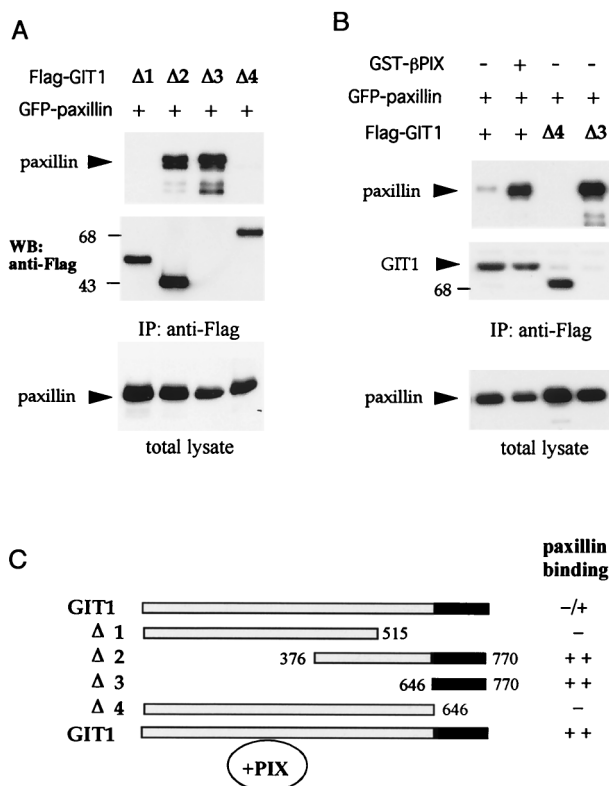 A
Flag-GIT1 Δ1 Δ2 Δ3 Δ4
GFP-paxillin + + + +
paxillin
WB:
anti-Flag
68
43
IP: anti-Flag
paxillin
total lysate
B
GST-βPIX - + - -
GFP-paxillin + + + +
Flag-GIT1 + + Δ4 Δ3
paxillin
GIT1
68
IP: anti-Flag
paxillin
total lysate
C
paxillin
binding
GIT1 -/+
Δ 1 515 -
Δ 2 376 770 + +
Δ 3 646 770 + +
Δ 4 646 -
GIT1 + +
+PIX